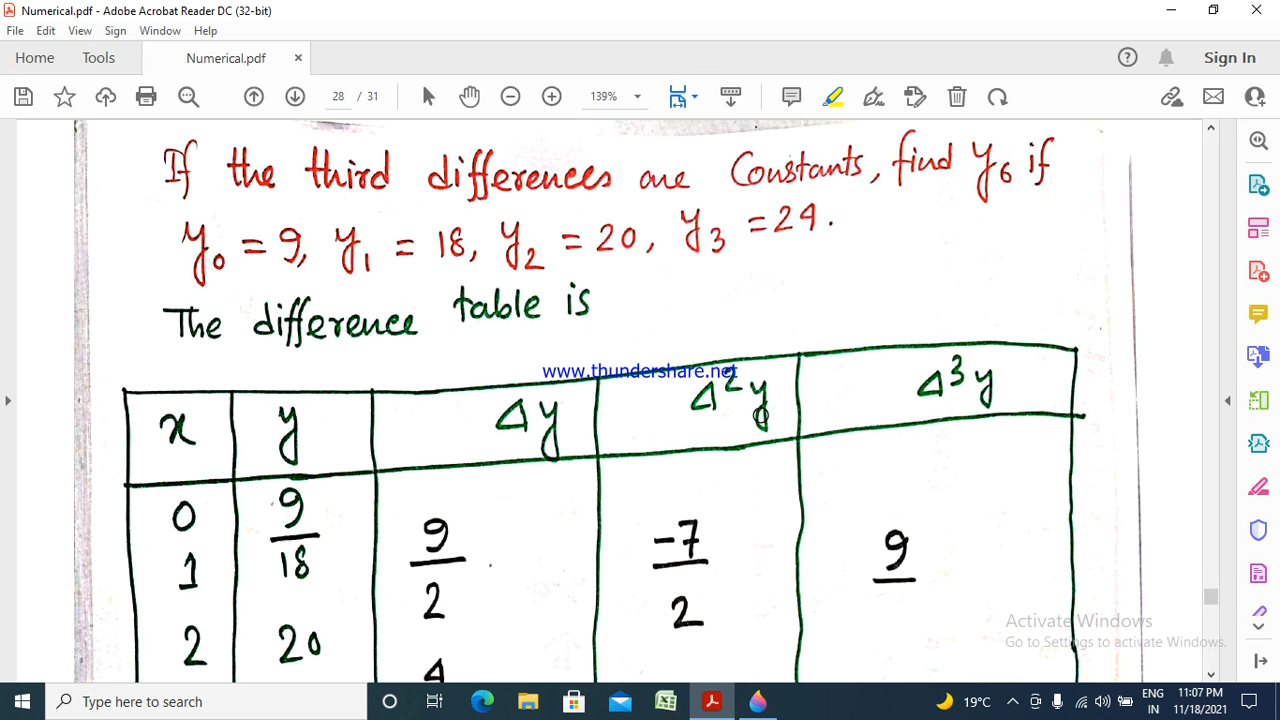 Numerical.pdf - Adobe Acrobat Reader DC (32-bit)
File Edit View Sign Window Help
Home Tools Numerical.pdf × Sign In
28 / 31 139%
If the third differences are Constants, find y₆ if
y₀ = 9, y₁ = 18, y₂ = 20, y₃ = 24.
The difference table is
www.thundershare.net
x y Δy Δ²y Δ³y
0 9
9 -7 9
1 18
2 2
2 20
4
Activate Windows
Go to Settings to activate Windows.
Type here to search
19°C ENG 11:07 PM
IN 11/18/2021